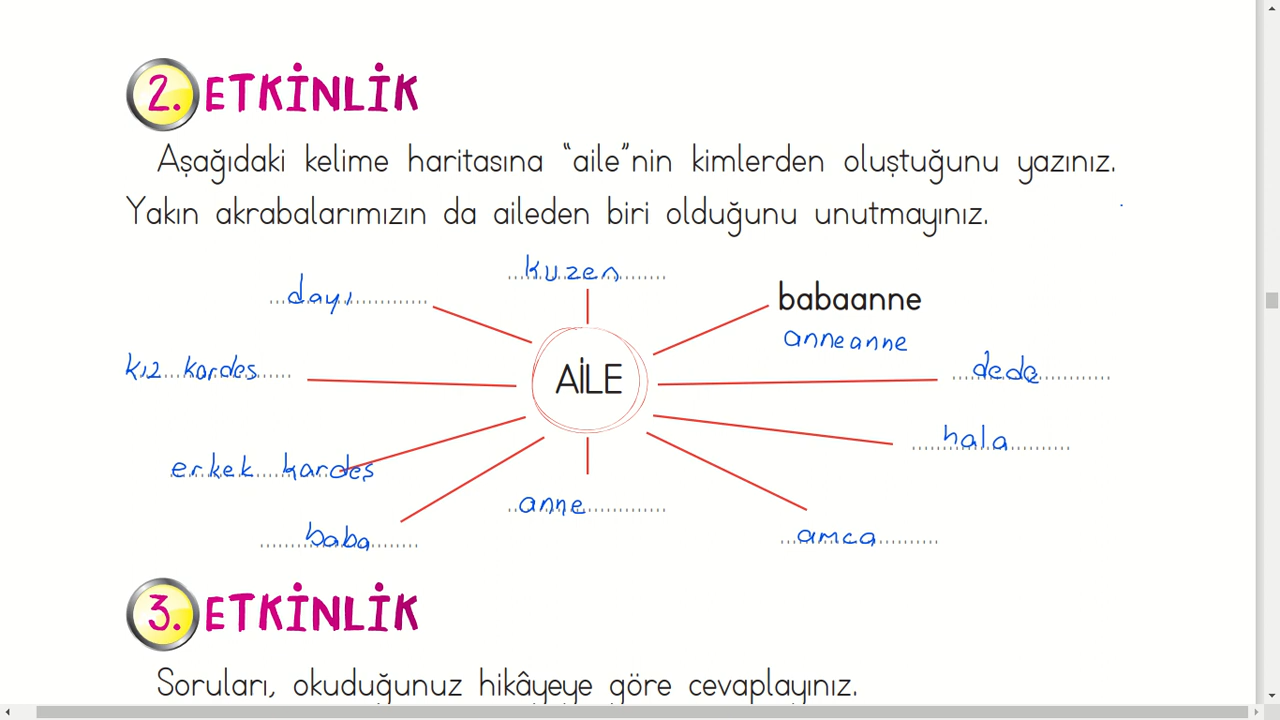 2. ETKİNLİK
Aşağıdaki kelime haritasına “aile”nin kimlerden oluştuğunu yazınız.
Yakın akrabalarımızın da aileden biri olduğunu unutmayınız.
kuzen
dayı
babaanne
anneanne
kız kardes
AİLE
dede
hala
erkek kardeş
anne
baba
amca
3. ETKİNLİK
Soruları, okuduğunuz hikâyeye göre cevaplayınız.